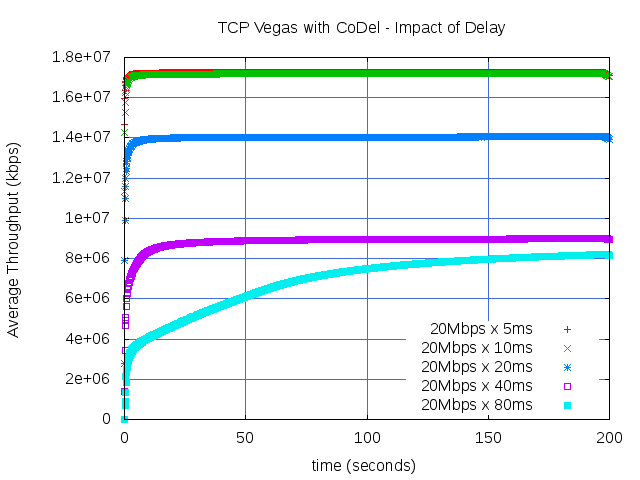 TCP Vegas with CoDel - Impact of Delay
Average Throughput (kbps)
1.8e+07
1.6e+07
1.4e+07
1.2e+07
1e+07
8e+06
6e+06
4e+06
2e+06
0
20Mbps x 5ms
20Mbps x 10ms
20Mbps x 20ms
20Mbps x 40ms
20Mbps x 80ms
0 50 100 150 200
time (seconds)